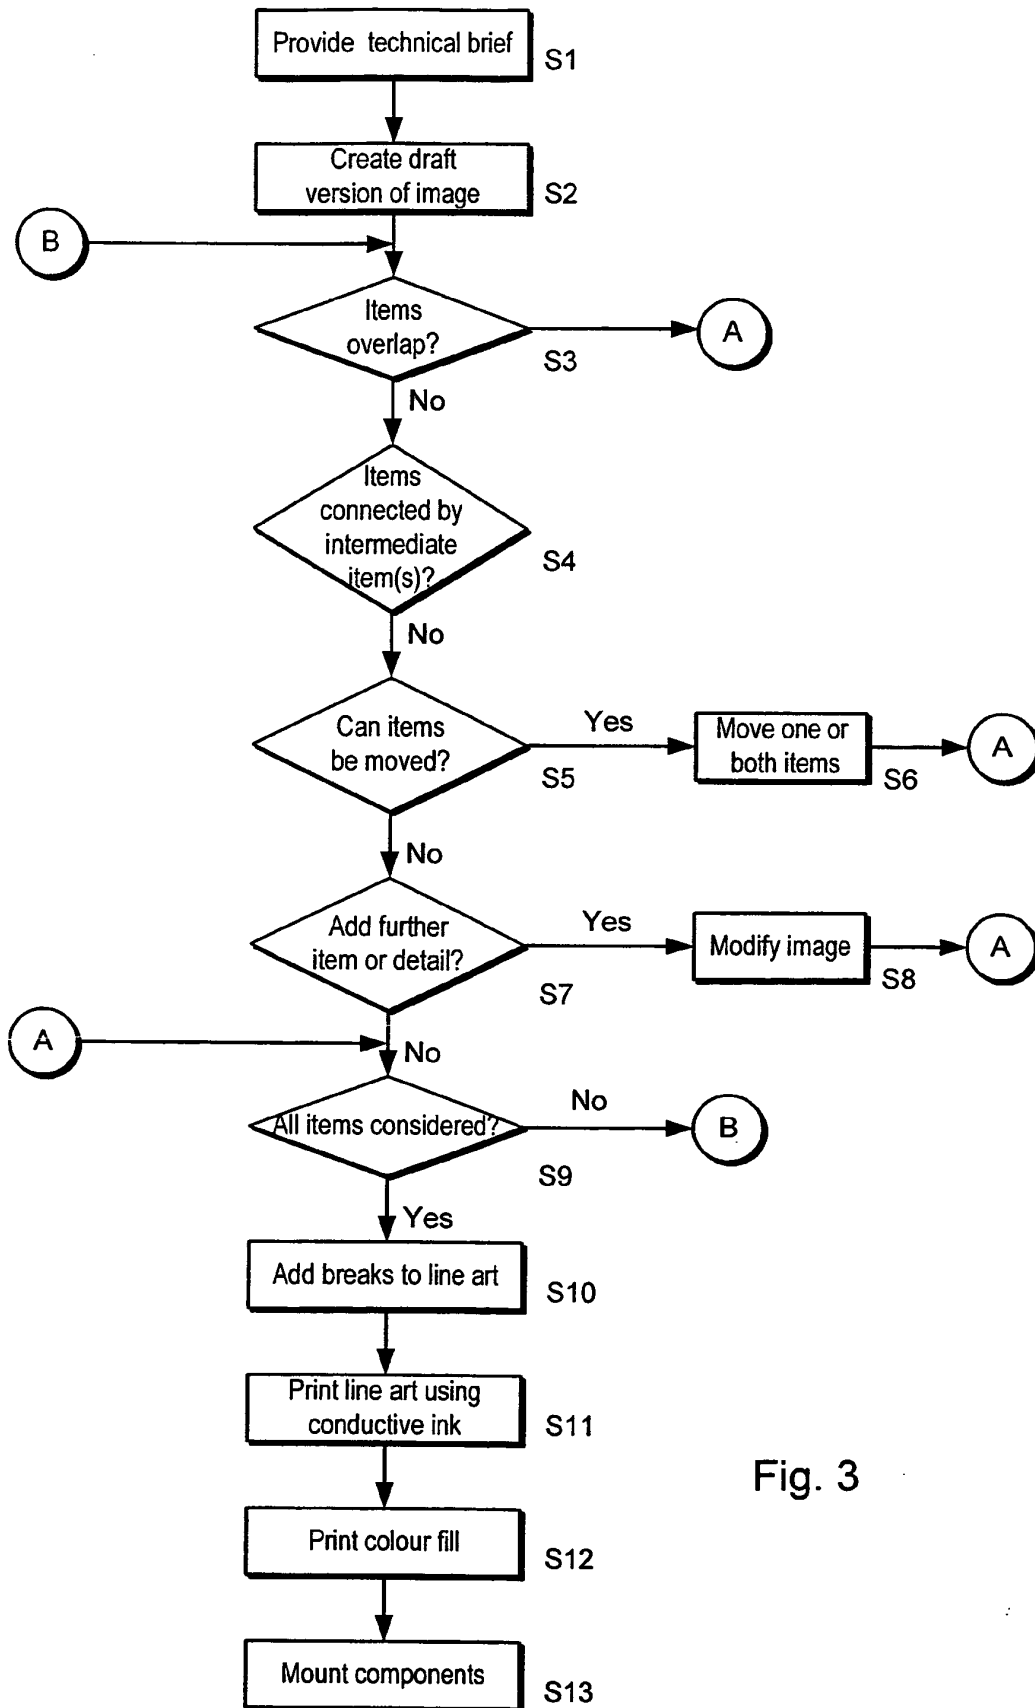 Provide technical brief
S1
Create draft
version of image
S2
B
Items
overlap?
S3
A
No
Items
connected by
intermediate
item(s)?
S4
No
Can items
be moved?
S5
Yes
Move one or
both items
S6
A
No
Add further
item or detail?
S7
Yes
Modify image
S8
A
A
No
All items considered?
S9
No
B
Yes
Add breaks to line art
S10
Print line art using
conductive ink
S11
Fig. 3
Print colour fill
S12
Mount components
S13